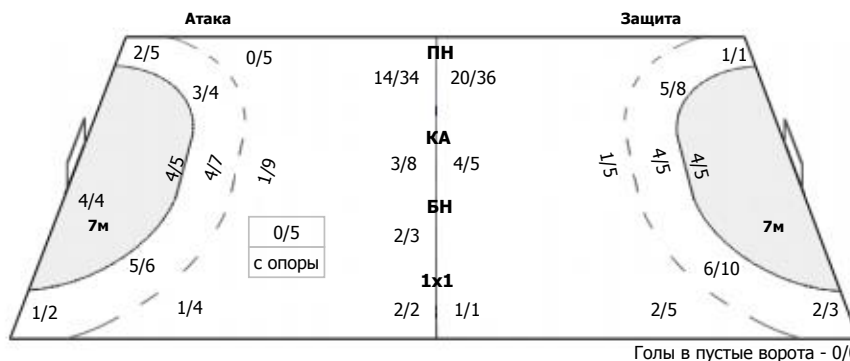 Атака Защита
ПН
2/5 0/5 1/1
14/34 20/36
3/4 5/8
КА
4/5 4/7 1/9 3/8 4/5 1/5 4/5 4/5
4/4
7м БН 7м
0/5 2/3
с опоры
5/6 6/10
1x1
1/2 1/4 2/2 1/1 2/5 2/3
Голы в пустые ворота - 0/